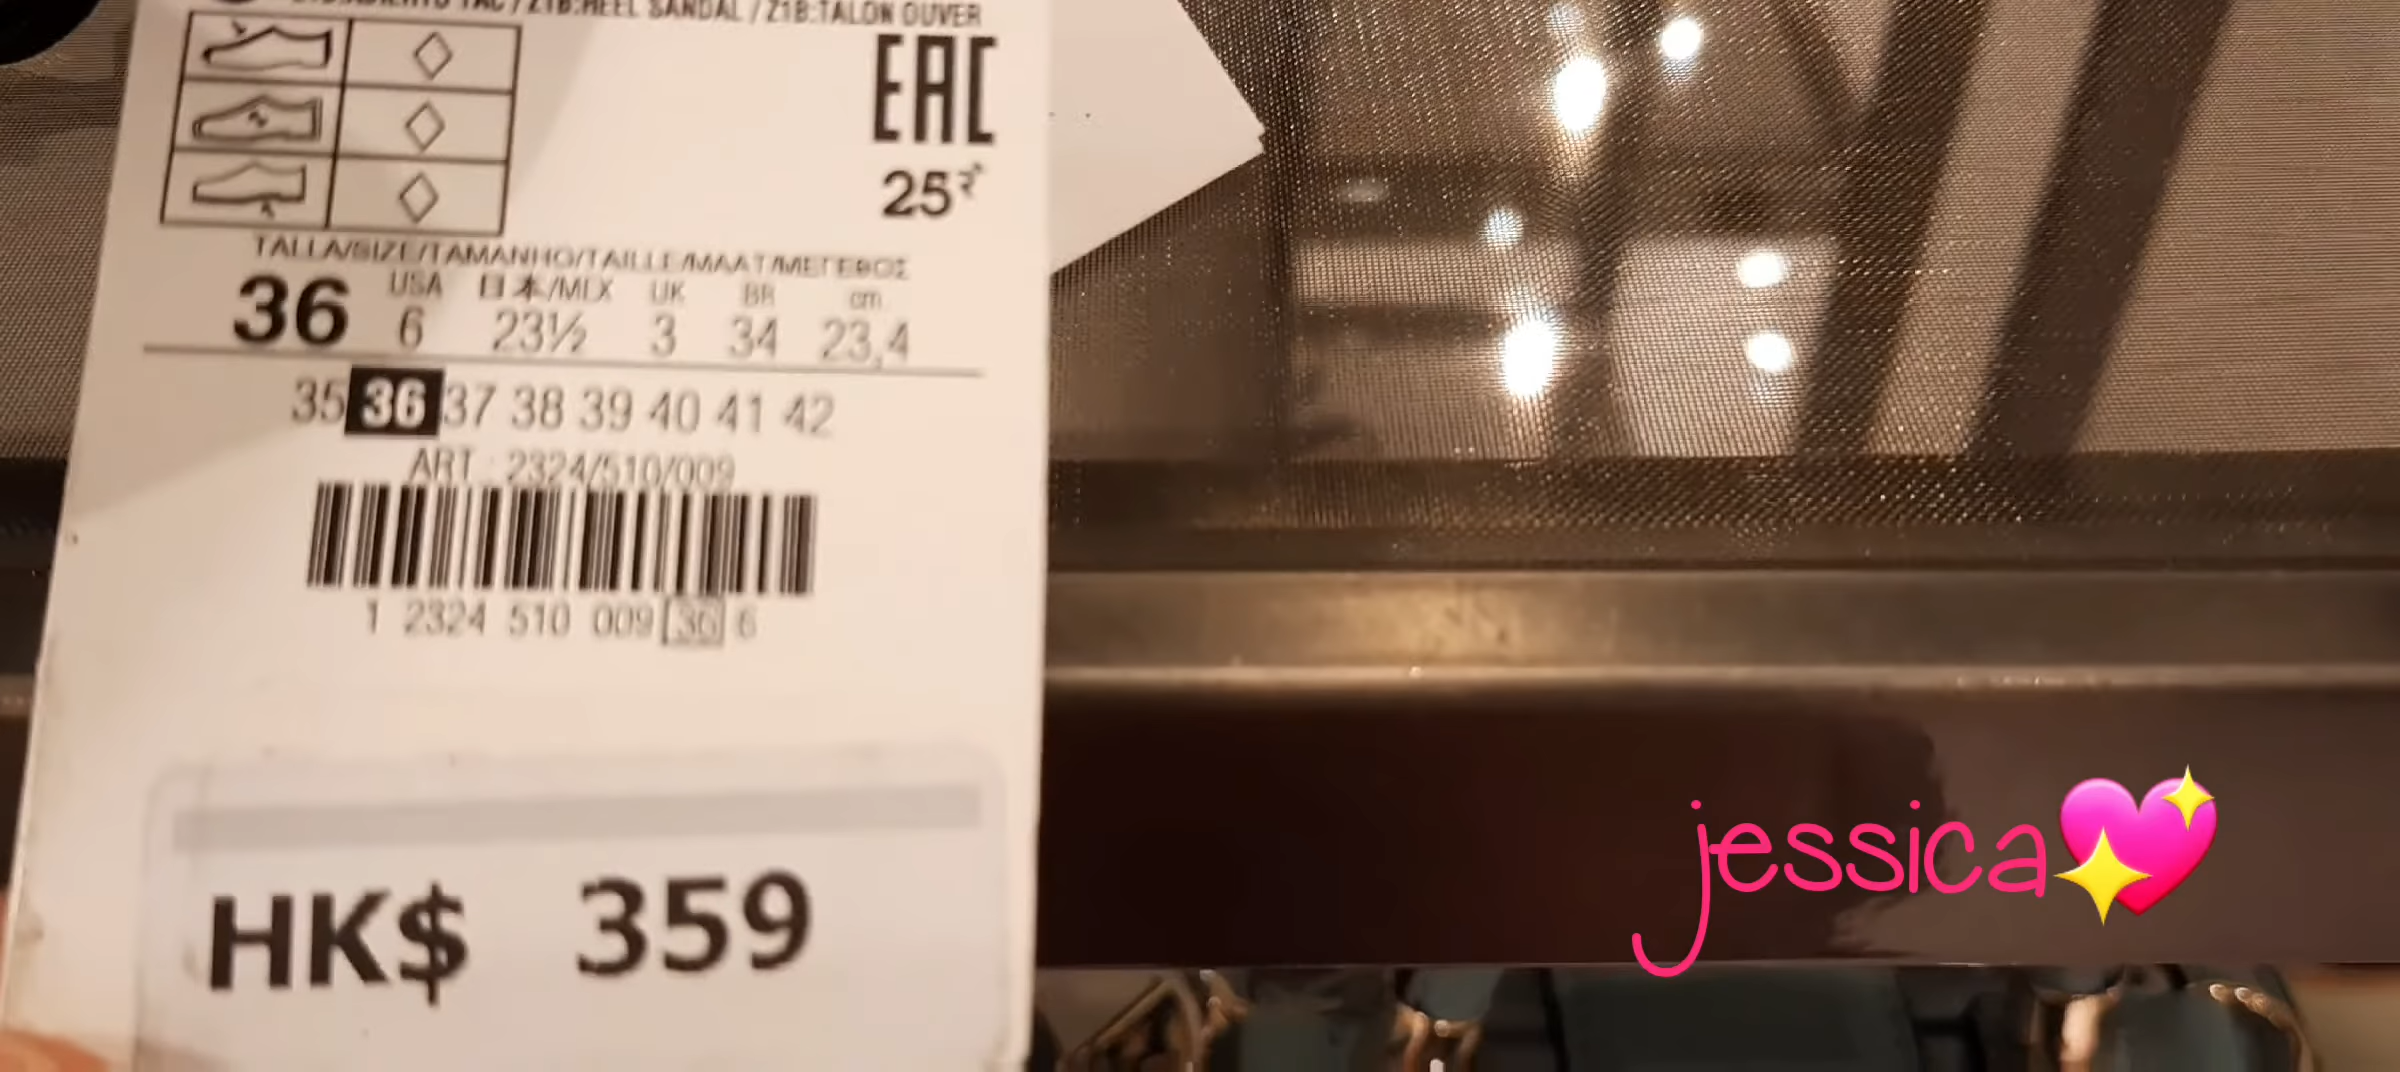 TAC / Z1B:HEEL SANDAL / Z1B:TALON OUVER
EAC
25
TALLA/SIZE/TAMANHO/TAILLE/MAAT/ΜΕΓΕΘΟΣ
USA 日本/MEX UK BR cm
36 6 23½ 3 34 23,4
35 36 37 38 39 40 41 42
ART : 2324/510/009
1 2324 510 009 36 6
HK$ 359
jessica